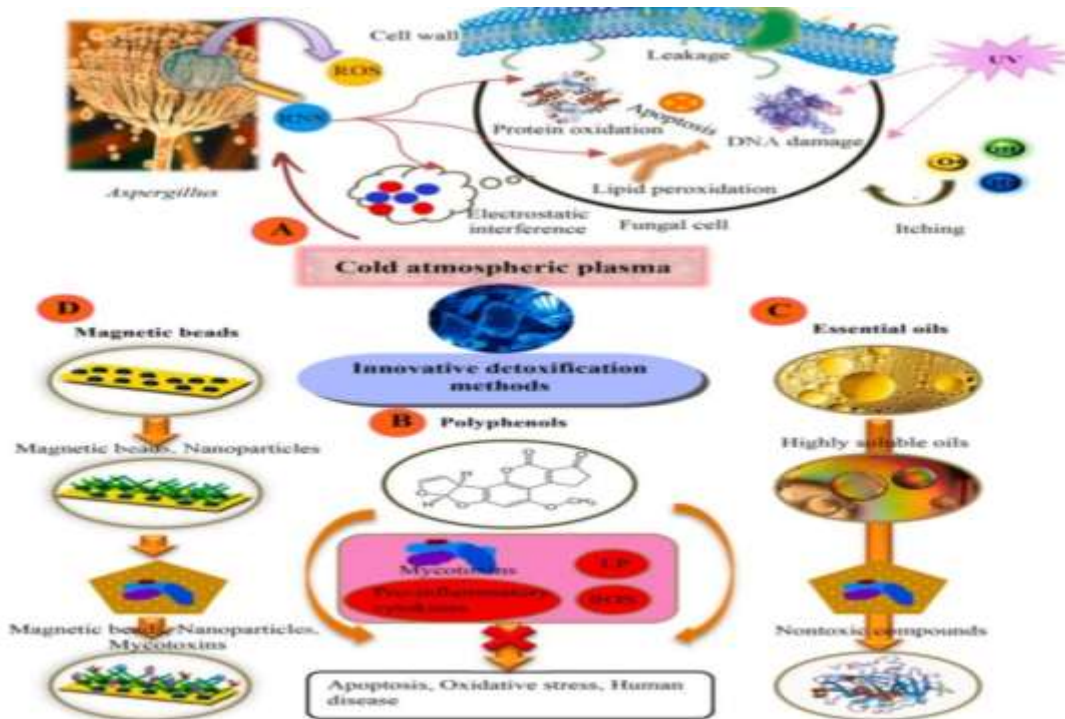 Cell wall
Leakage
UV
ROS
RNS
Apoptosis
Protein oxidation
DNA damage
Lipid peroxidation
Aspergillus
Electrostatic
interference
Fungal cell
Itching
A
Cold atmospheric plasma
D
Magnetic beads
C
Essential oils
Innovative detoxification
methods
B
Polyphenols
Magnetic beads, Nanoparticles
Highly soluble oils
Mycotoxins
LP
Pro-inflammatory
cytokines
ROS
Magnetic beads, Nanoparticles,
Mycotoxins
Nontoxic compounds
Apoptosis, Oxidative stress, Human
disease